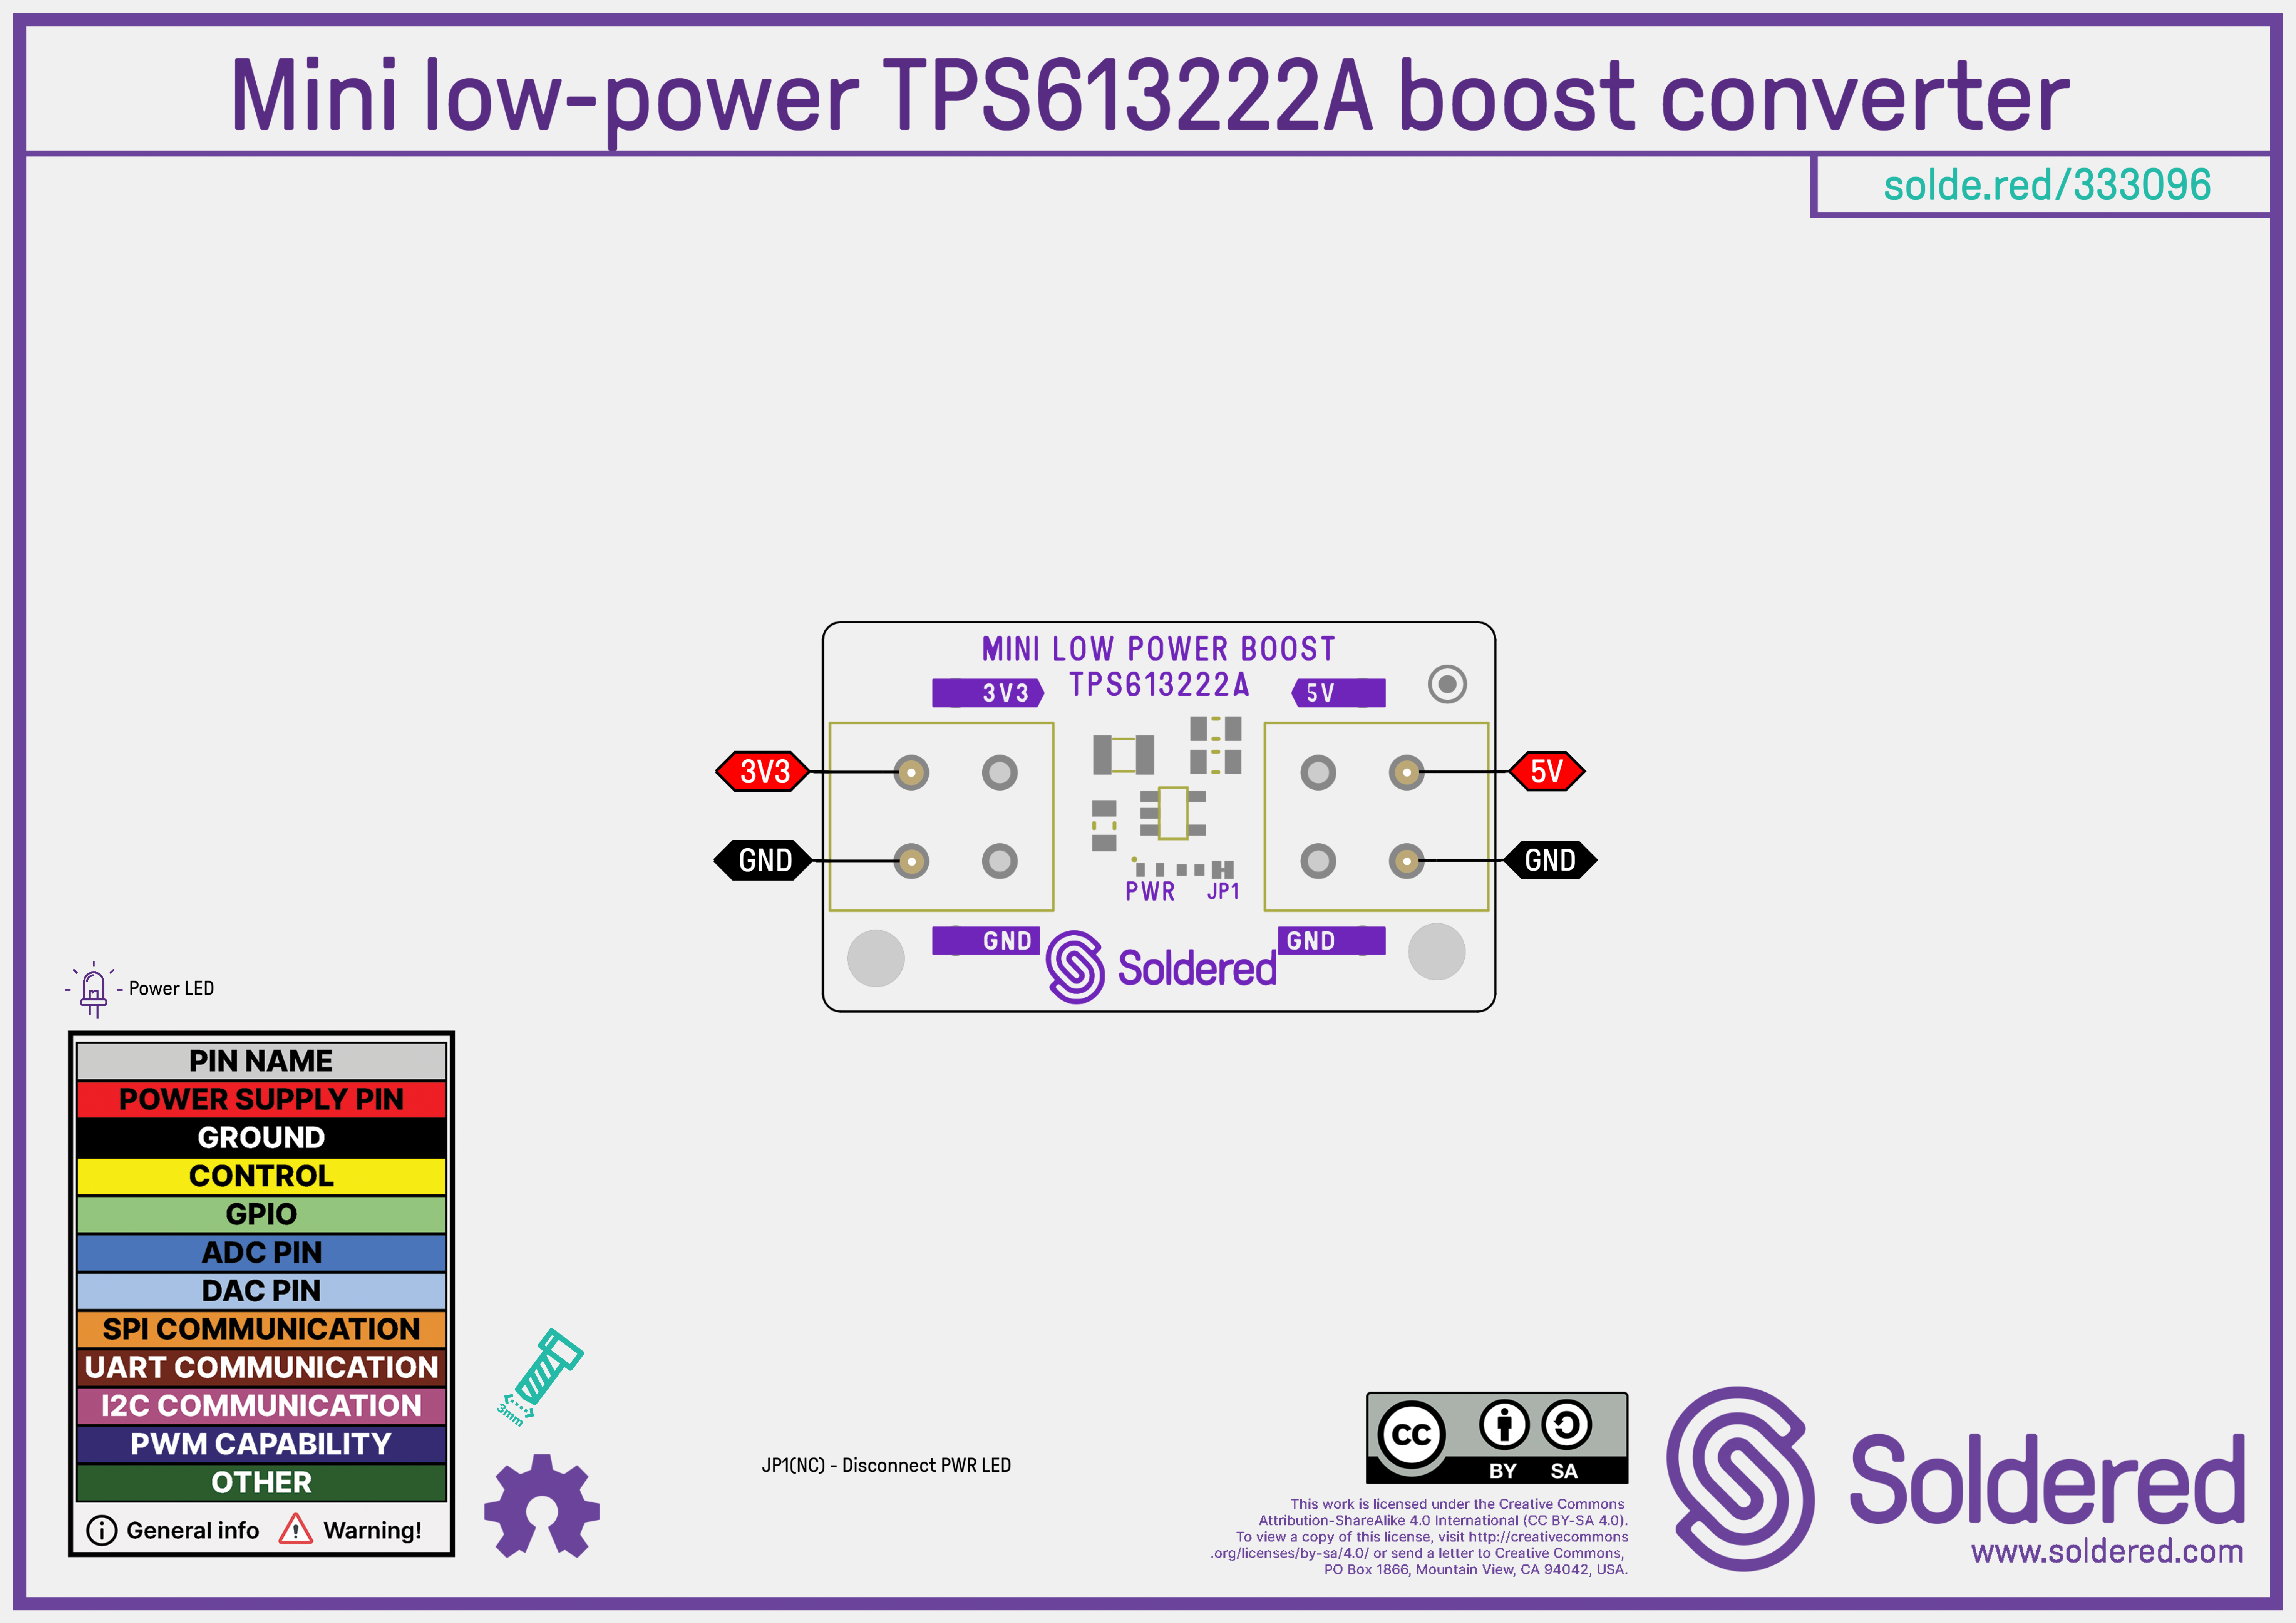 Mini low-power TPS613222A boost converter
solde.red/333096
MINI LOW POWER BOOST
TPS613222A
3V3
5V
3V3
5V
GND
GND
PWR
JP1
GND
GND
Soldered
Power LED
PIN NAME
POWER SUPPLY PIN
GROUND
CONTROL
GPIO
ADC PIN
DAC PIN
SPI COMMUNICATION
UART COMMUNICATION
I2C COMMUNICATION
PWM CAPABILITY
OTHER
General info
Warning!
3mm
JP1(NC) - Disconnect PWR LED
CC
BY SA
This work is licensed under the Creative Commons
Attribution-ShareAlike 4.0 International (CC BY-SA 4.0).
To view a copy of this license, visit http://creativecommons
.org/licenses/by-sa/4.0/ or send a letter to Creative Commons,
PO Box 1866, Mountain View, CA 94042, USA.
Soldered
www.soldered.com